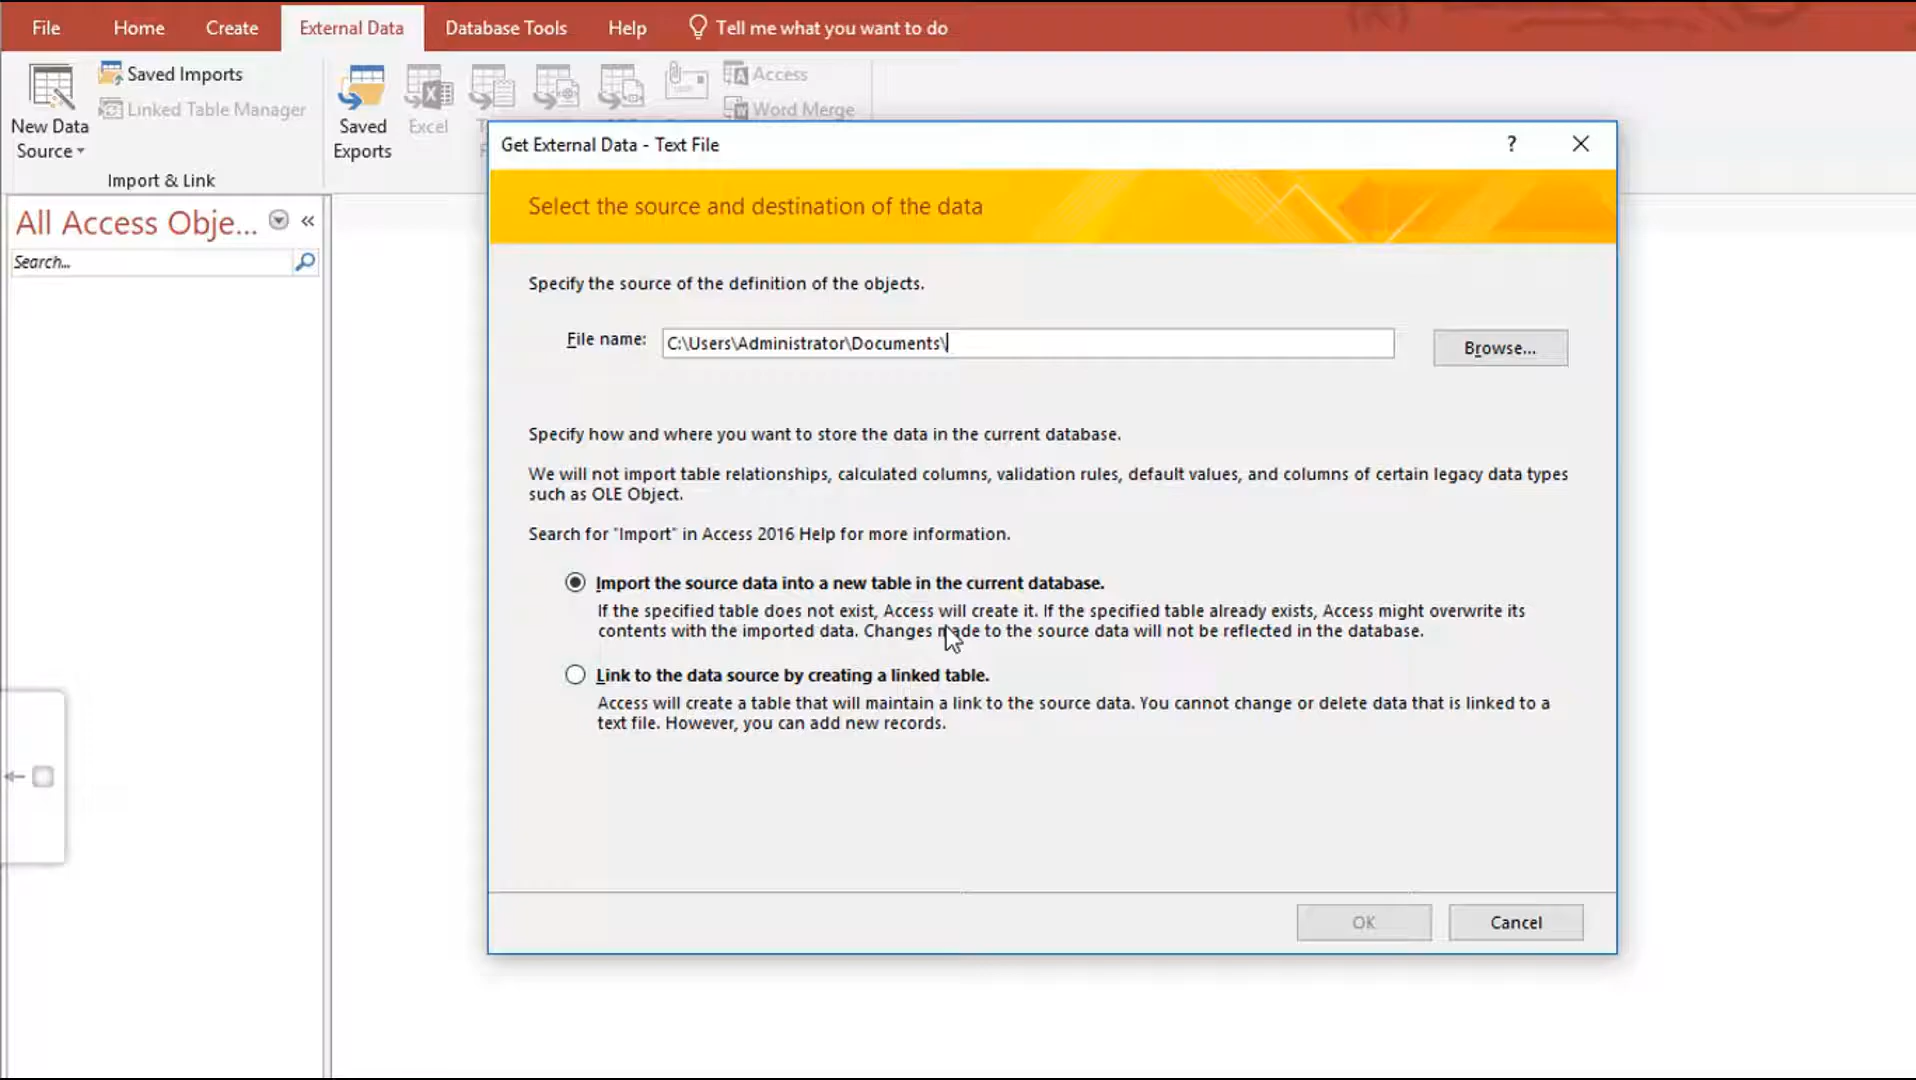 File Home Create External Data Database Tools Help Tell me what you want to do
New Data Source
Saved Imports
Linked Table Manager
Import & Link
Saved Exports
Excel
Access
Word Merge
All Access Obje...
Search...
Get External Data - Text File
Select the source and destination of the data
Specify the source of the definition of the objects.
File name: C:\Users\Administrator\Documents\
Browse...
Specify how and where you want to store the data in the current database.
We will not import table relationships, calculated columns, validation rules, default values, and columns of certain legacy data types
such as OLE Object.
Search for "Import" in Access 2016 Help for more information.
Import the source data into a new table in the current database.
If the specified table does not exist, Access will create it. If the specified table already exists, Access might overwrite its
contents with the imported data. Changes made to the source data will not be reflected in the database.
Link to the data source by creating a linked table.
Access will create a table that will maintain a link to the source data. You cannot change or delete data that is linked to a
text file. However, you can add new records.
OK
Cancel